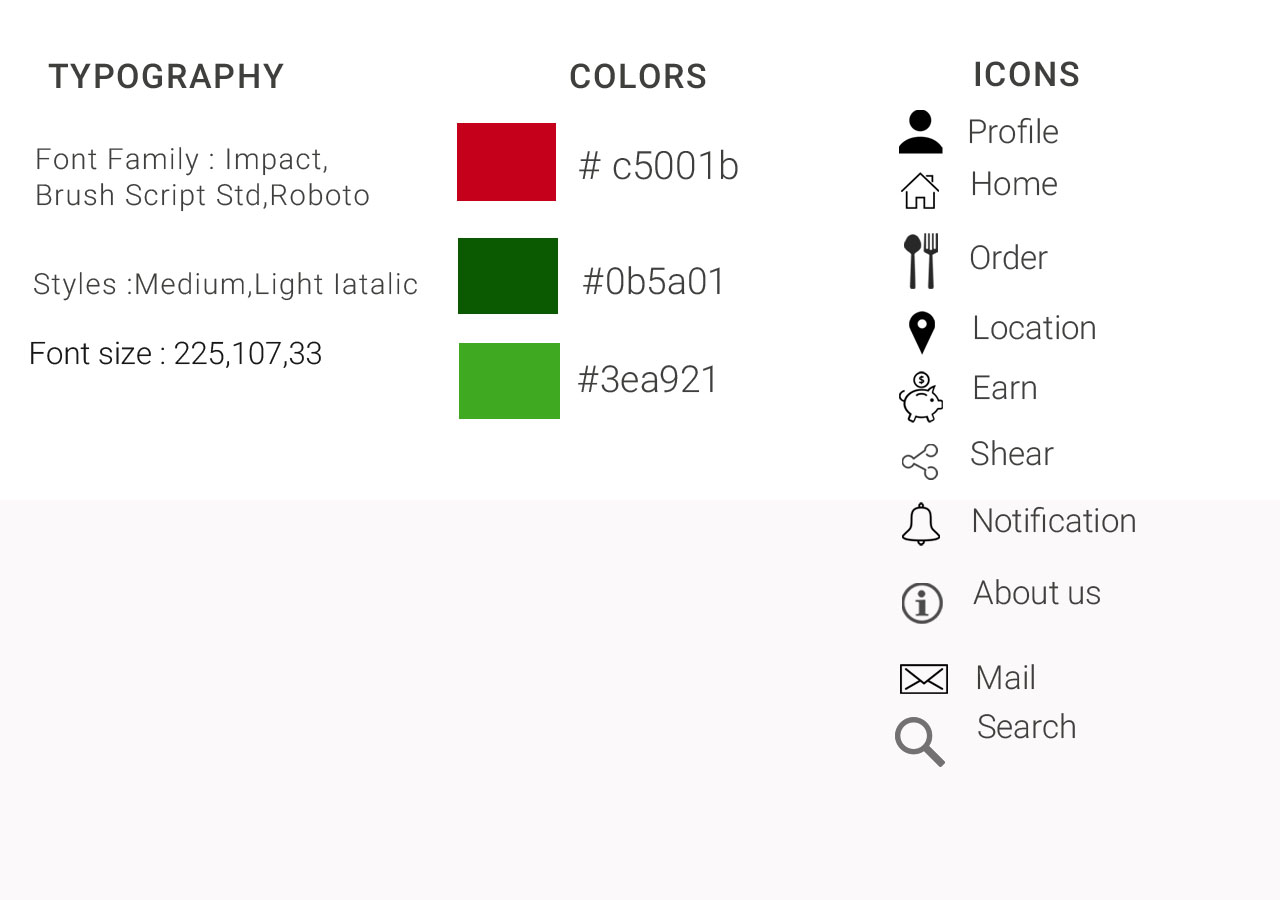 TYPOGRAPHY
Font Family : Impact,
Brush Script Std,Roboto
Styles :Medium,Light Iatalic
Font size : 225,107,33
COLORS
# c5001b
#0b5a01
#3ea921
ICONS
Profile
Home
Order
Location
$
Earn
Shear
Notification
About us
Mail
Search